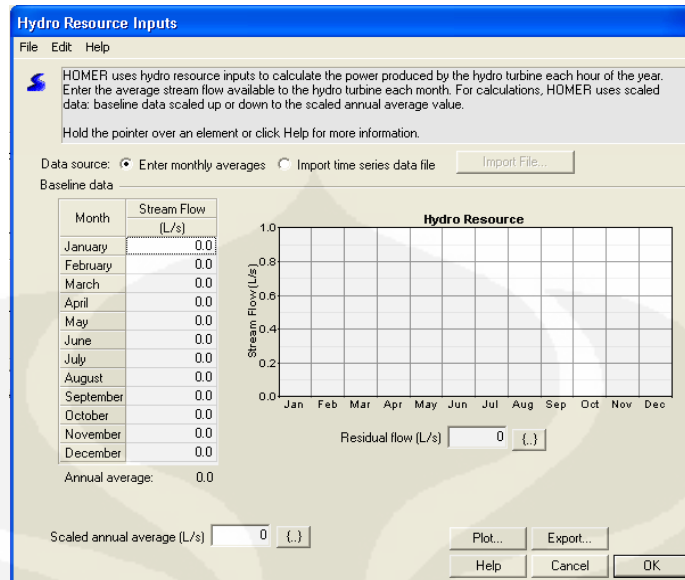 Hydro Resource Inputs
File Edit Help
HOMER uses hydro resource inputs to calculate the power produced by the hydro turbine each hour of the year.
Enter the average stream flow available to the hydro turbine each month. For calculations, HOMER uses scaled
data: baseline data scaled up or down to the scaled annual average value.
Hold the pointer over an element or click Help for more information.
Data source: Enter monthly averages Import time series data file Import File...
Baseline data
Month Stream Flow
(L/s)
January 0.0
February 0.0
March 0.0
April 0.0
May 0.0
June 0.0
July 0.0
August 0.0
September 0.0
October 0.0
November 0.0
December 0.0
Annual average: 0.0
Hydro Resource
Stream Flow (L/s)
1.0
0.8
0.6
0.4
0.2
0.0
Jan Feb Mar Apr May Jun Jul Aug Sep Oct Nov Dec
Residual flow (L/s) 0 {..}
Scaled annual average (L/s) 0 {..}
Plot... Export...
Help Cancel OK